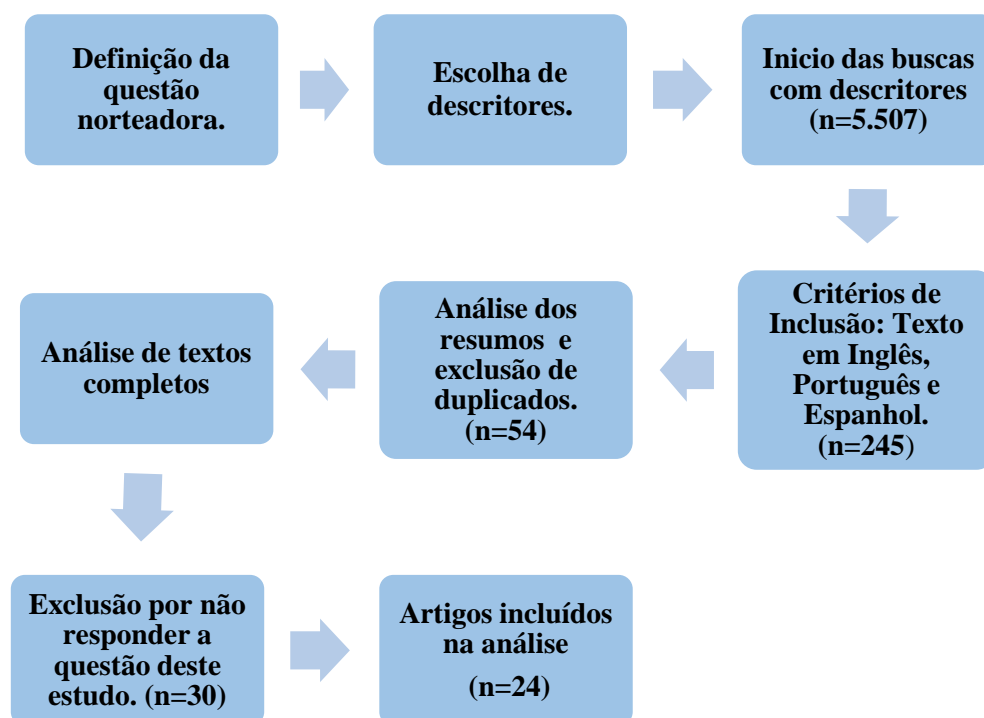 Definição da
questão
norteadora.
Escolha de
descritores.
Inicio das buscas
com descritores
(n=5.507)
Critérios de
Inclusão: Texto
em Inglês,
Português e
Espanhol.
(n=245)
Análise dos
resumos e
exclusão de
duplicados.
(n=54)
Análise de textos
completos
Exclusão por não
responder a
questão deste
estudo. (n=30)
Artigos incluídos
na análise
(n=24)